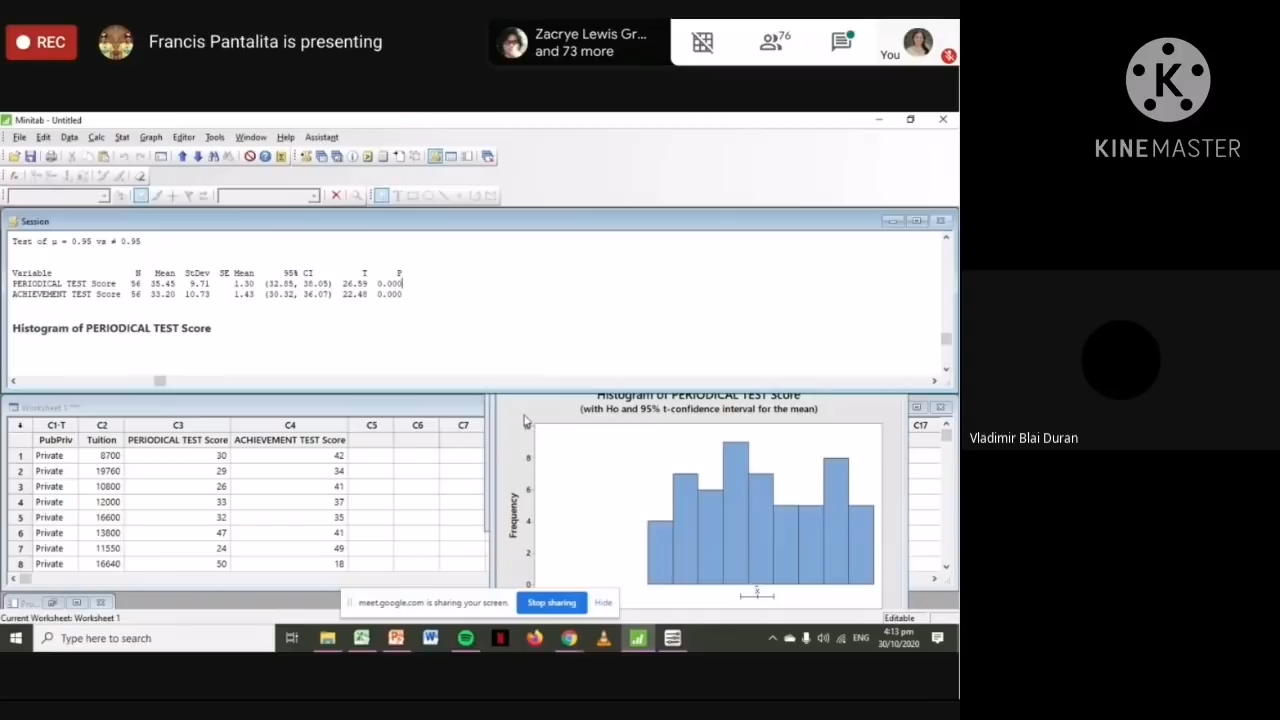 REC
Francis Pantalita is presenting
Zacrye Lewis Gr...
and 73 more
76
You
K
KINEMASTER
Minitab - Untitled
File Edit Data Calc Stat Graph Editor Tools Window Help Assistant
Session
Test of μ = 0.95 vs ≠ 0.95
Variable N Mean StDev SE Mean 95% CI T P
PERIODICAL TEST Score 56 35.45 9.71 1.30 (32.85, 38.05) 26.59 0.000
ACHIEVEMENT TEST Score 56 33.20 10.73 1.43 (30.32, 36.07) 22.48 0.000
Histogram of PERIODICAL TEST Score
Worksheet 1 ***
C1-T C2 C3 C4 C5 C6 C7
PubPriv Tuition PERIODICAL TEST Score ACHIEVEMENT TEST Score
1 Private 8700 30 42
2 Private 19760 29 34
3 Private 10800 26 41
4 Private 12000 33 37
5 Private 16600 32 35
6 Private 13800 47 41
7 Private 11550 24 49
8 Private 16640 50 18
Histogram of PERIODICAL TEST Score
(with Ho and 95% t-confidence interval for the mean)
C17
10
8
6
4
2
0
Frequency
x̄
Vladimir Blai Duran
Pro...
meet.google.com is sharing your screen.
Stop sharing
Hide
Current Worksheet: Worksheet 1
Editable
Type here to search
ENG
4:13 pm
30/10/2020